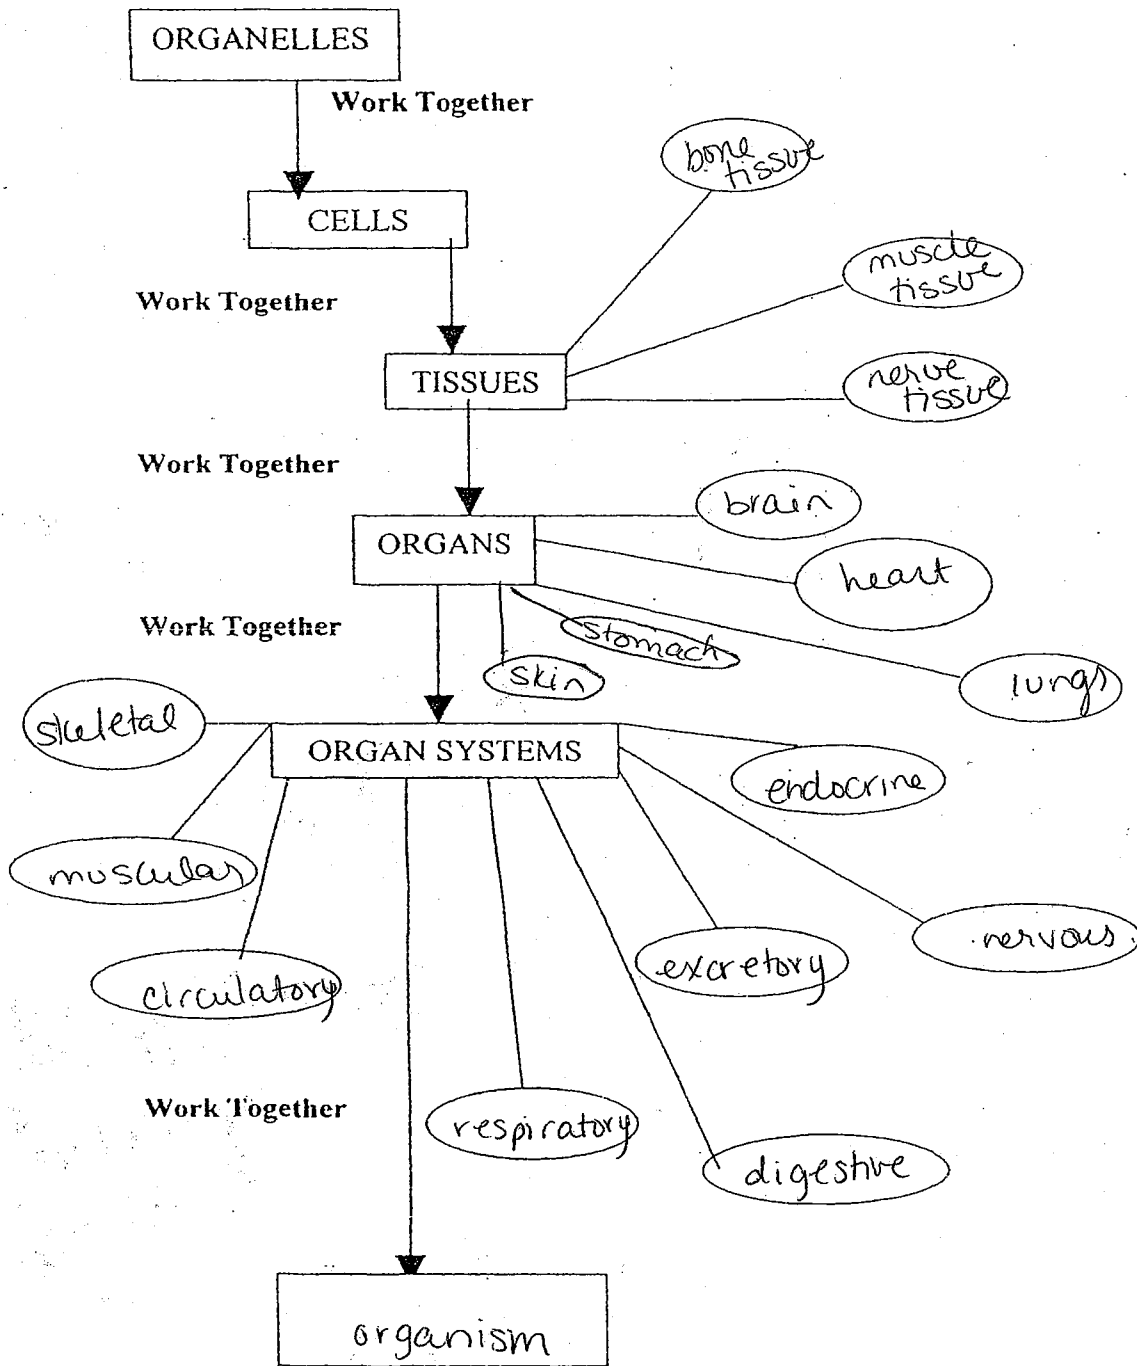 ORGANELLES
Work Together
bone
tissue
CELLS
muscle
tissue
Work Together
TISSUES
nerve
tissue
Work Together
brain
ORGANS
heart
Work Together
stomach
skin
lungs
skeletal
ORGAN SYSTEMS
endocrine
muscular
nervous
excretory
circulatory
Work Together
respiratory
digestive
organism